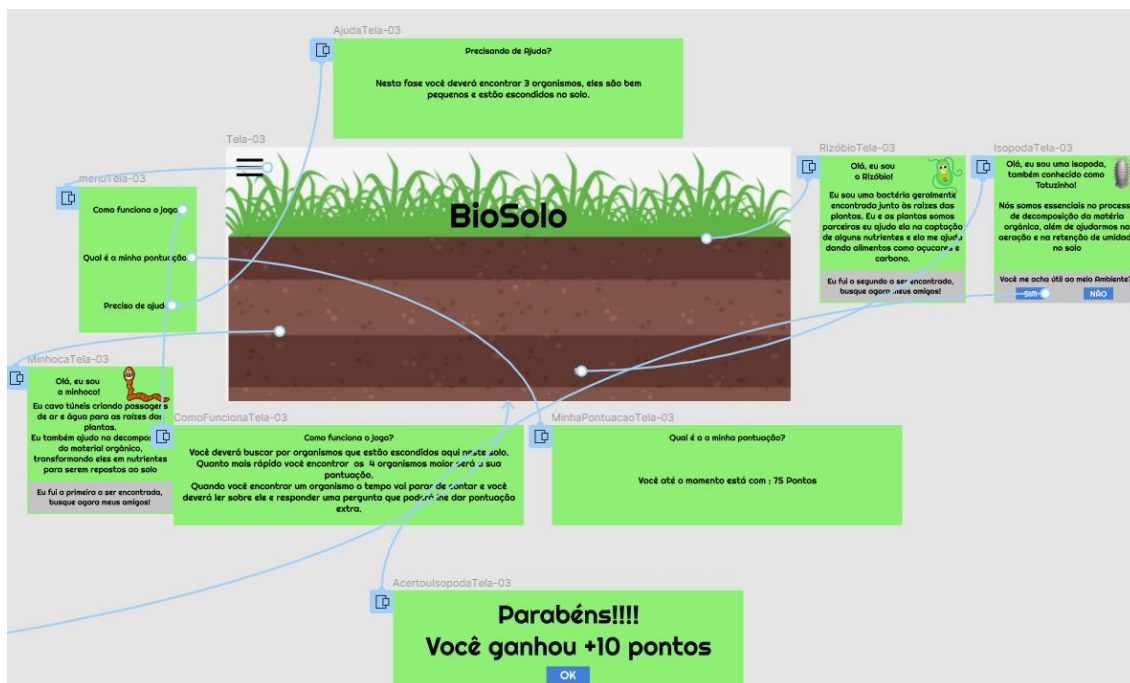 AjudaTela-03
Precisando de Ajuda?
Nesta fase você deverá encontrar 3 organismos, eles são bem
pequenos e estão escondidos no solo.
Tela-03
BioSolo
menuTela-03
Como funciona o jogo
Qual é a minha pontuação
Preciso de ajuda
RizóbioTela-03
Olá, eu sou
o Rizóbio!
Eu sou uma bactéria geralmente
encontrada junto às raízes das
plantas. Eu e as plantas somos
parceiras eu ajudo ela na captação
de alguns nutrientes e ela me ajuda
dando alimentos como açucares e
carbono.
Eu fui o segundo a ser encontrado,
busque agora meus amigos!
IsopodaTela-03
Olá, eu sou uma Isopoda,
também conhecido como
Tatuzinho!
Nós somos essenciais no process
de decomposição da matéria
orgânica, além de ajudarmos na
aeração e na retenção de umidad
no solo
Você me acha útil ao meio Ambiente?
SIM
NÃO
MinhocaTela-03
Olá, eu sou
a minhoca!
Eu cavo túneis criando passagens
de ar e água para as raízes das
plantas.
Eu também ajudo na decompos
do material orgânico,
transformando eles em nutrientes
para serem repostos ao solo
Eu fui a primeira a ser encontrada,
busque agora meus amigos!
ComoFuncionaTela-03
Como funciona o jogo?
Você deverá buscar por organismos que estão escondidos aqui neste solo.
Quanto mais rápido você encontrar os 4 organismos maior será a sua
pontuação.
Quando você encontrar um organismo o tempo vai parar de contar e você
deverá ler sobre ele e responder uma pergunta que poderá lhe dar pontuação
extra.
MinhaPontuacaoTela-03
Qual é a a minha pontuação?
Você até o momento está com : 75 Pontos
AcertouIsopodaTela-03
Parabéns!!!!
Você ganhou +10 pontos
OK